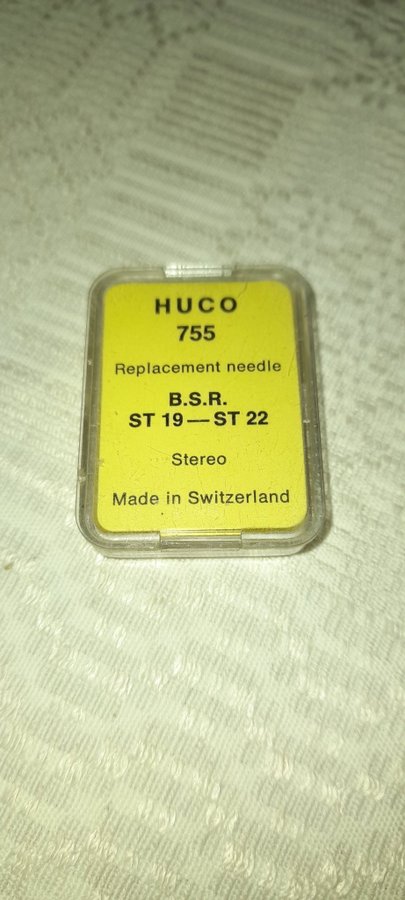 HUCO
755
Replacement needle
B.S.R.
ST 19 — ST 22
Stereo
Made in Switzerland